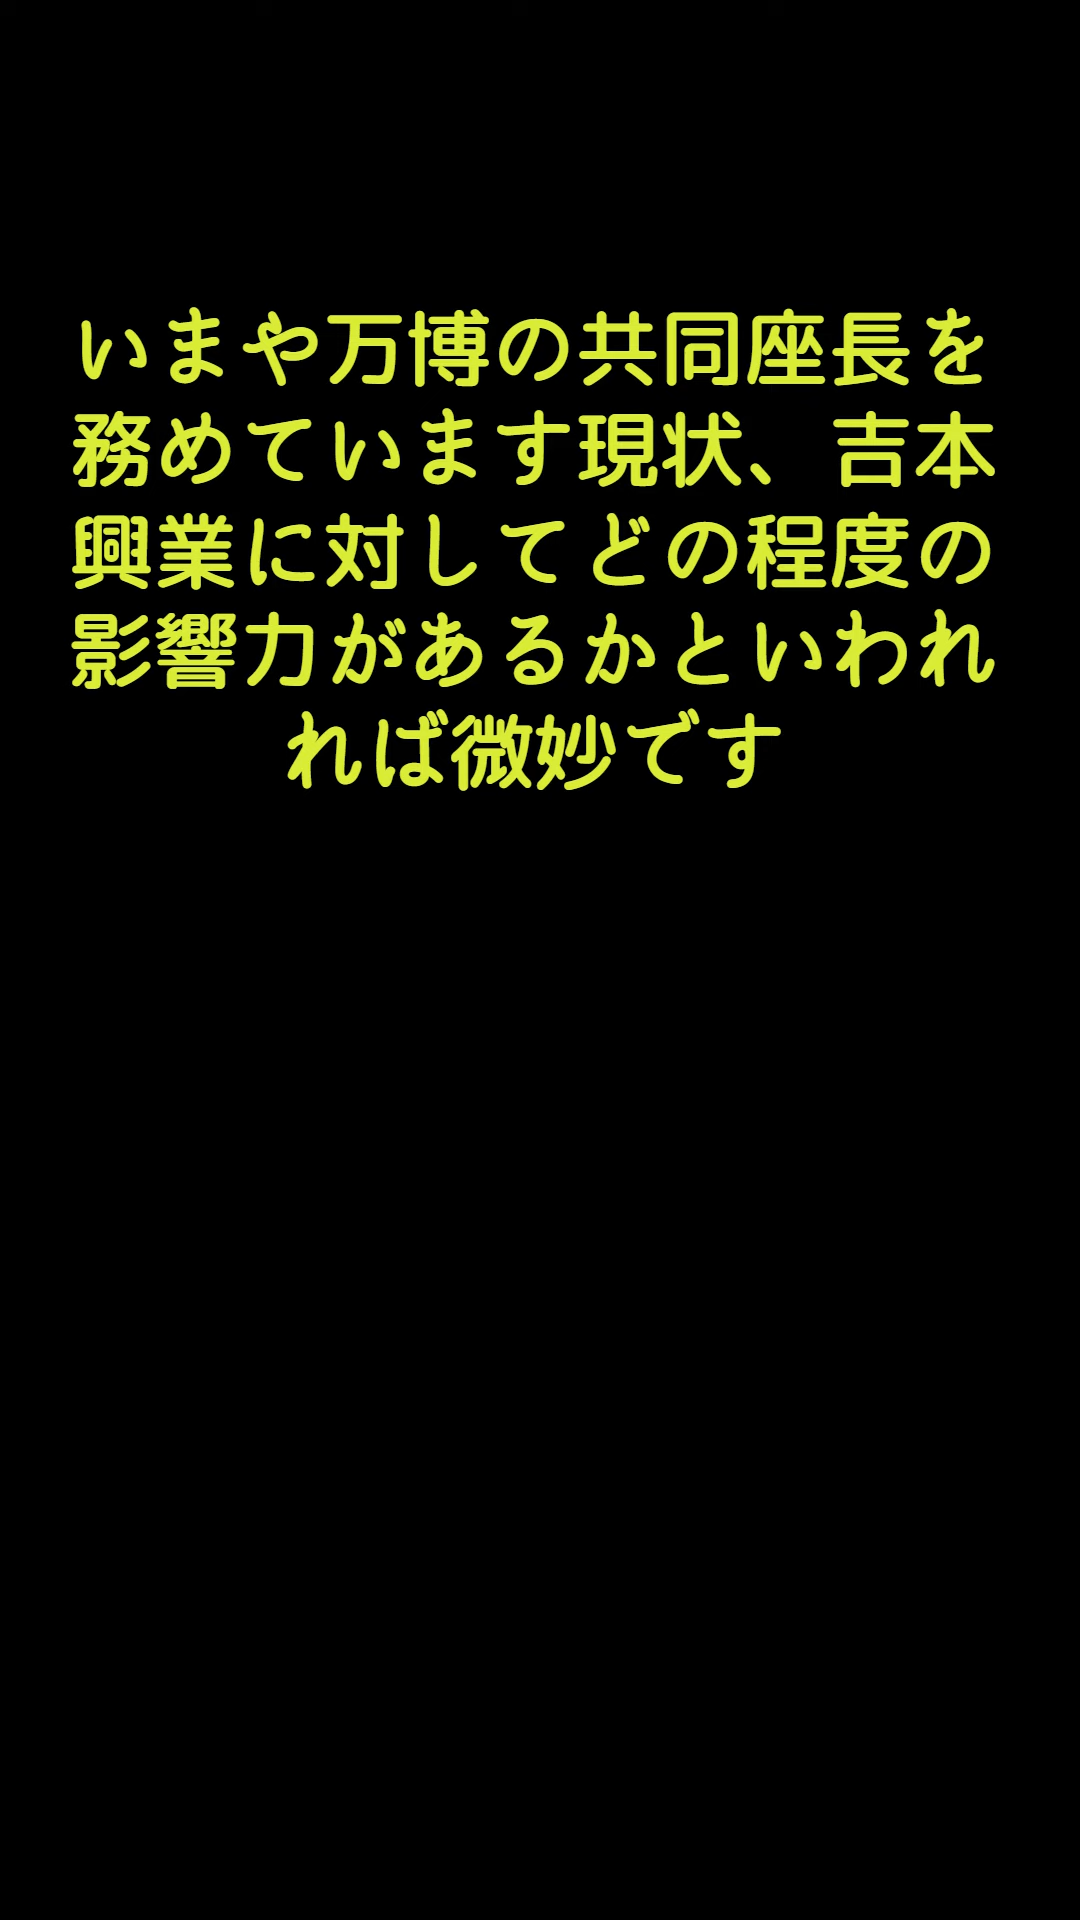 いまや万博の共同座長を
務めています現状、吉本
興業に対してどの程度の
影響力があるかといわれ
れば微妙です